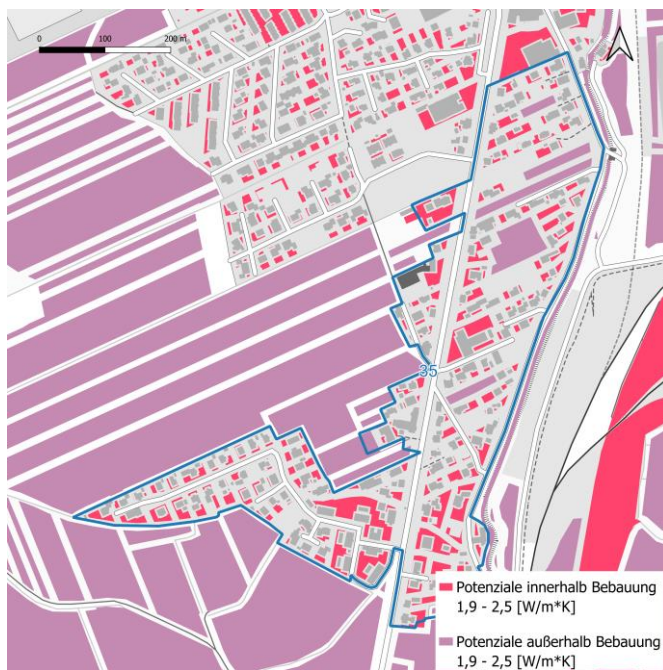 0 100 200 m
35
Potenziale innerhalb Bebauung
1,9 - 2,5 [W/m*K]
Potenziale außerhalb Bebauung
1,9 - 2,5 [W/m*K]